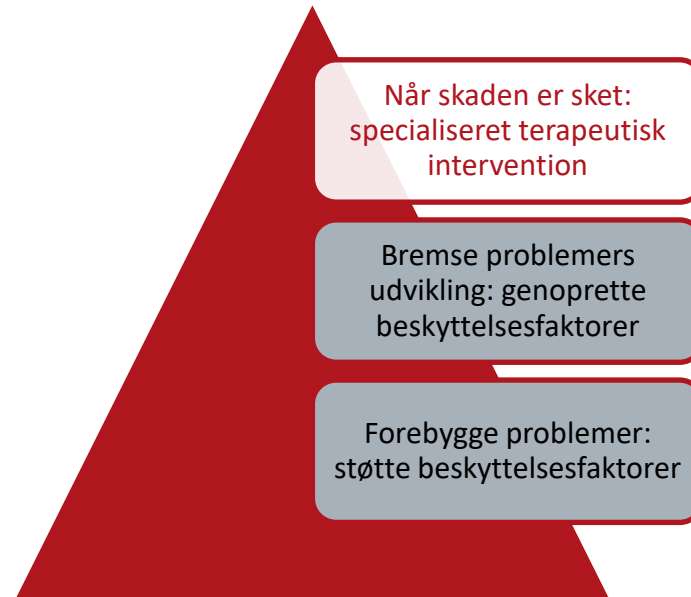 Når skaden er sket:
specialiseret terapeutisk
intervention
Bremse problemers
udvikling: genoprette
beskyttelsesfaktorer
Forebygge problemer:
støtte beskyttelsesfaktorer